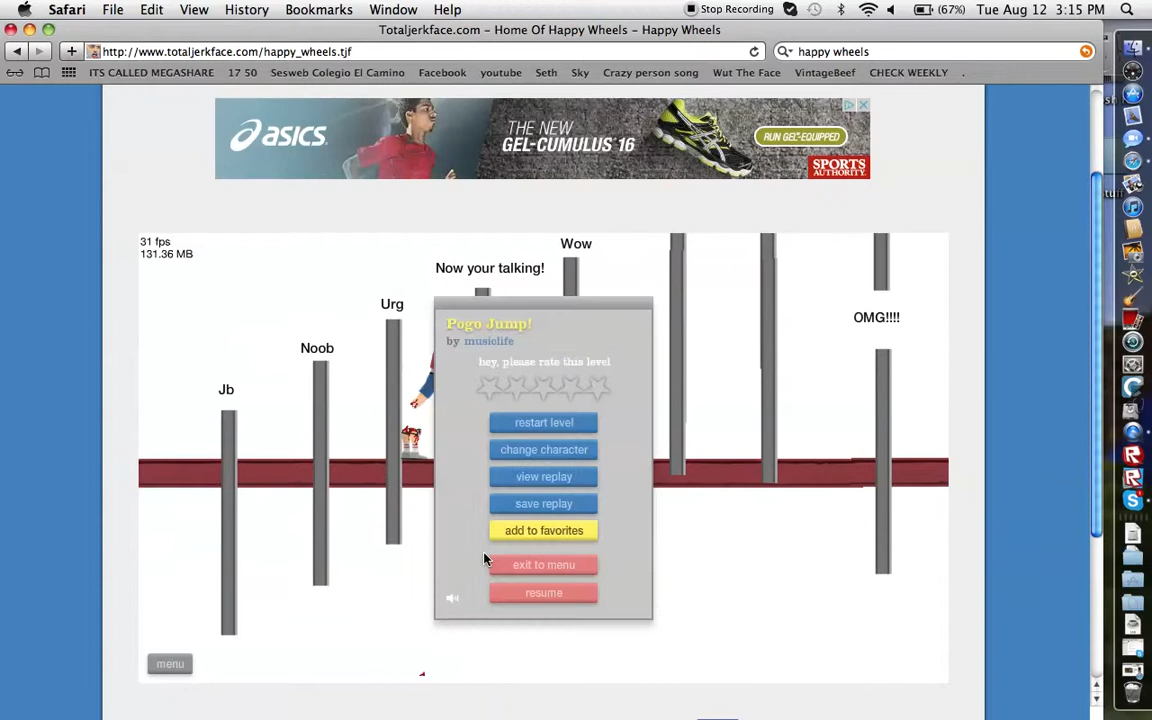 Safari File Edit View History Bookmarks Window Help Stop Recording (67%) Tue Aug 12 3:15 PM
Totaljerkface.com – Home Of Happy Wheels – Happy Wheels
http://www.totaljerkface.com/happy_wheels.tjf happy wheels
ITS CALLED MEGASHARE 17 50 Sesweb Colegio El Camino Facebook youtube Seth Sky Crazy person song Wut The Face VintageBeef CHECK WEEKLY .
asics
THE NEW
GEL-CUMULUS 16
RUN GEL-EQUIPPED
SPORTS
AUTHORITY.
31 fps
131.36 MB
Wow
Now your talking!
Urg
OMG!!!!
Noob
Jb
Pogo Jump!
by musiclife
hey, please rate this level
restart level
change character
view replay
save replay
add to favorites
exit to menu
resume
menu